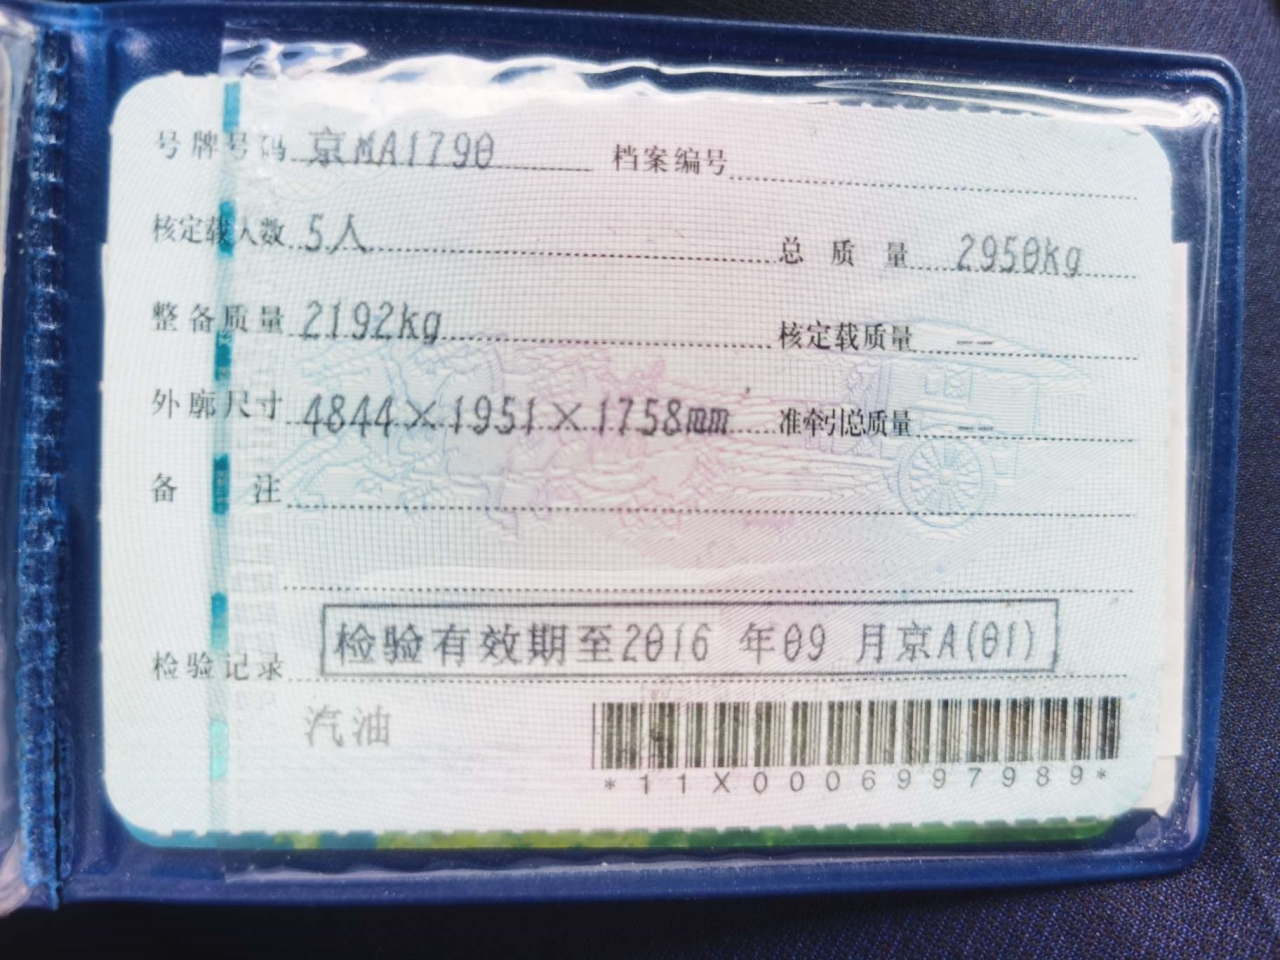 号牌号码 京MA1790 档案编号
核定载人数 5人 总质量 2950kg
整备质量 2192kg 核定载质量 --
外廓尺寸 4844×1951×1758mm 准牵引总质量 --
备注
检验记录 检验有效期至2016 年09 月京A(01)
汽油
*11X0006997989*